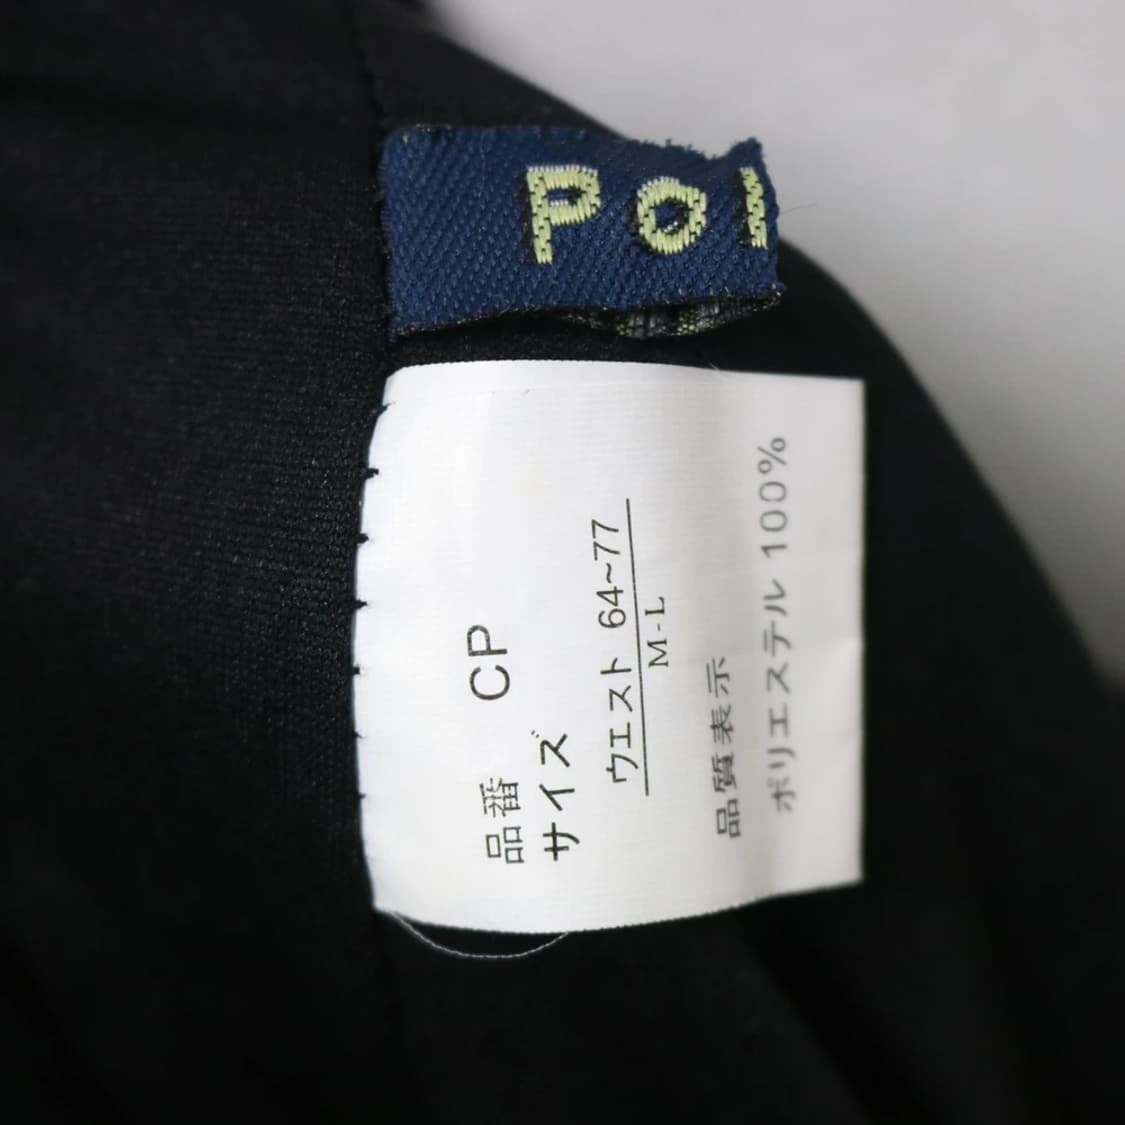 POI
品番 CP
サイズ
ウエスト 64~77
M-L
品質表示
ポリエステル 100%